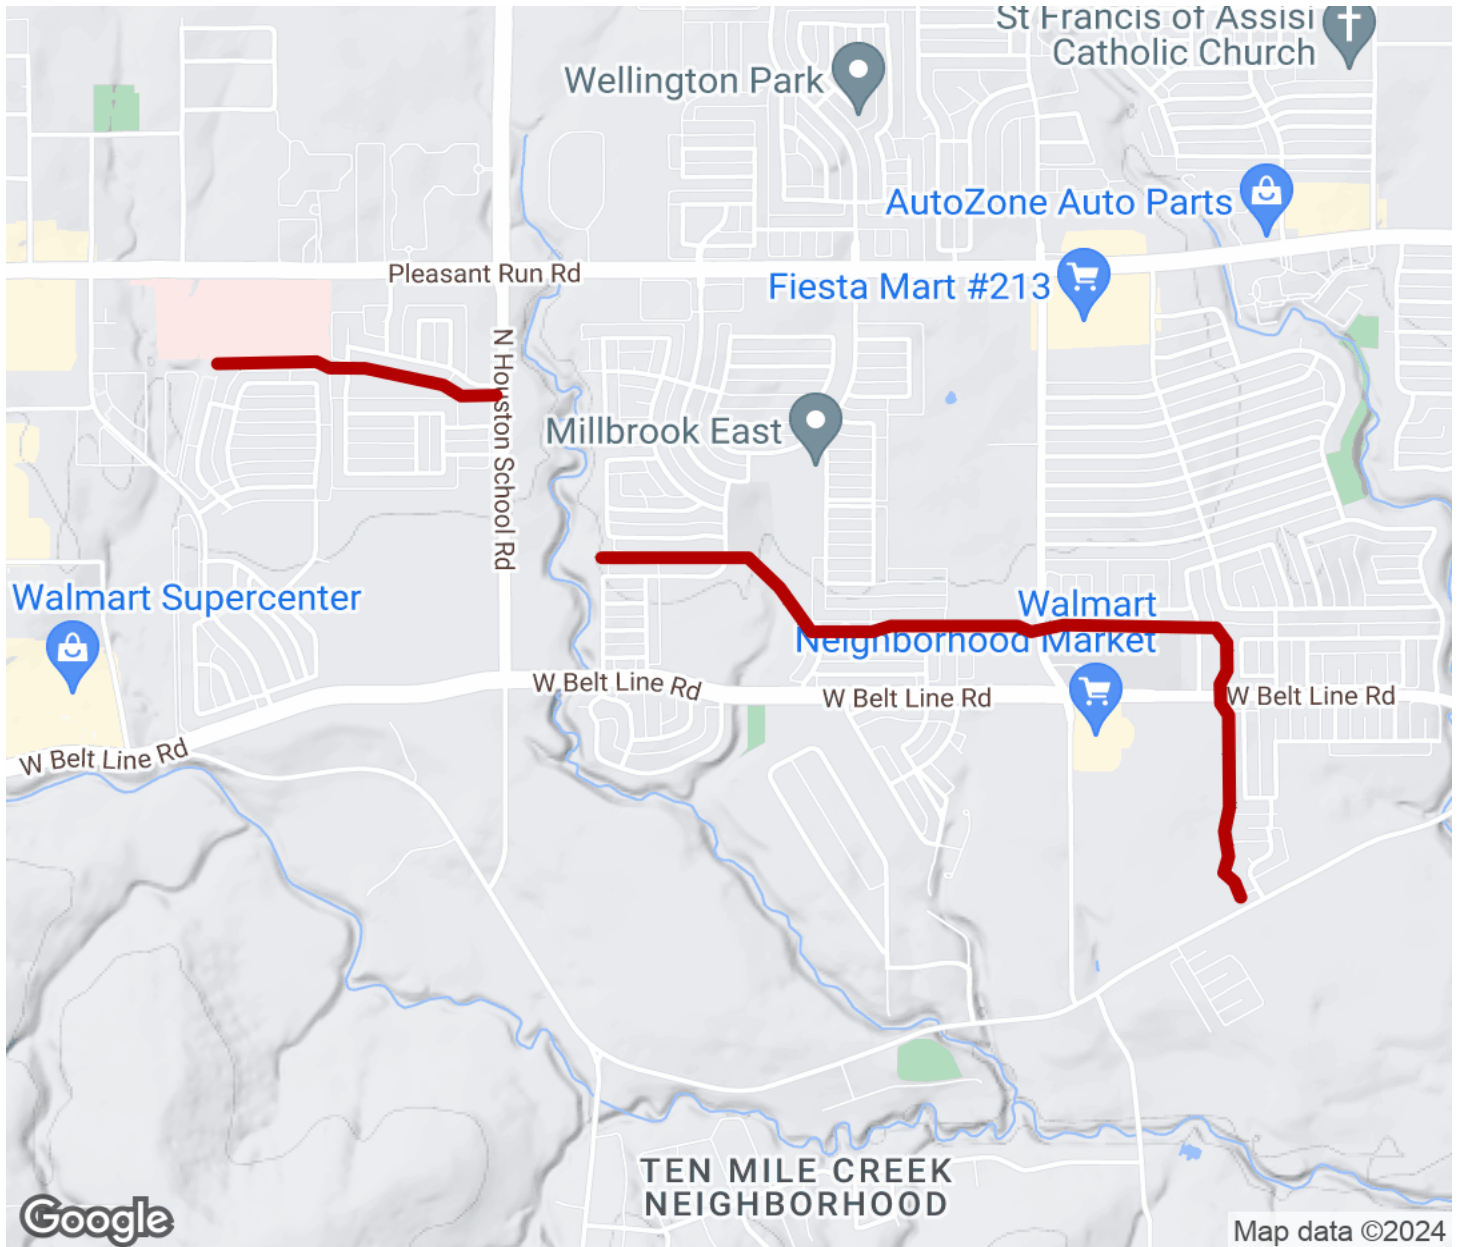 St Francis of Assisi
Catholic Church
Wellington Park
AutoZone Auto Parts
Pleasant Run Rd
Fiesta Mart #213
N Houston School Rd
Millbrook East
Walmart Supercenter
Walmart
Neighborhood Market
W Belt Line Rd
W Belt Line Rd
W Belt Line Rd
W Belt Line Rd
TEN MILE CREEK
NEIGHBORHOOD
Google
Map data ©2024